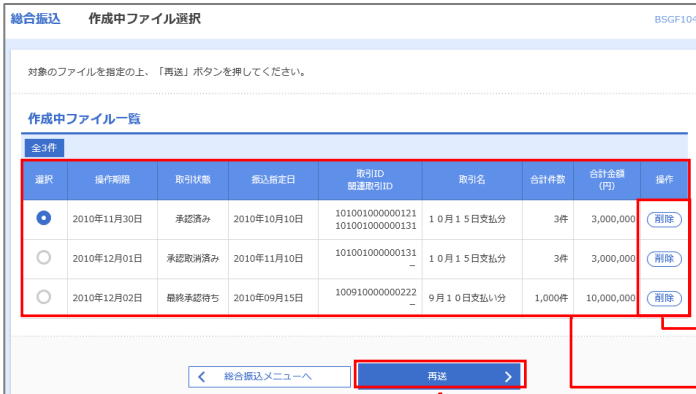 総合振込 作成中ファイル選択 BSGF104
対象のファイルを指定の上、「再送」ボタンを押してください。
作成中ファイル一覧
全3件
選択 操作期限 取引状態 振込指定日 取引ID 関連取引ID 取引名 合計件数 合計金額 (円) 操作
2010年11月30日 承認済み 2010年10月10日 101001000000121 101001000000131 10月15日支払分 3件 3,000,000 削除
2010年12月01日 承認取消済み 2010年11月10日 101001000000131 - 10月15日支払分 3件 3,000,000 削除
2010年12月02日 最終承認待ち 2010年09月15日 100910000000222 - 9月10日支払い分 1,000件 10,000,000 削除
総合振込メニューへ 再送